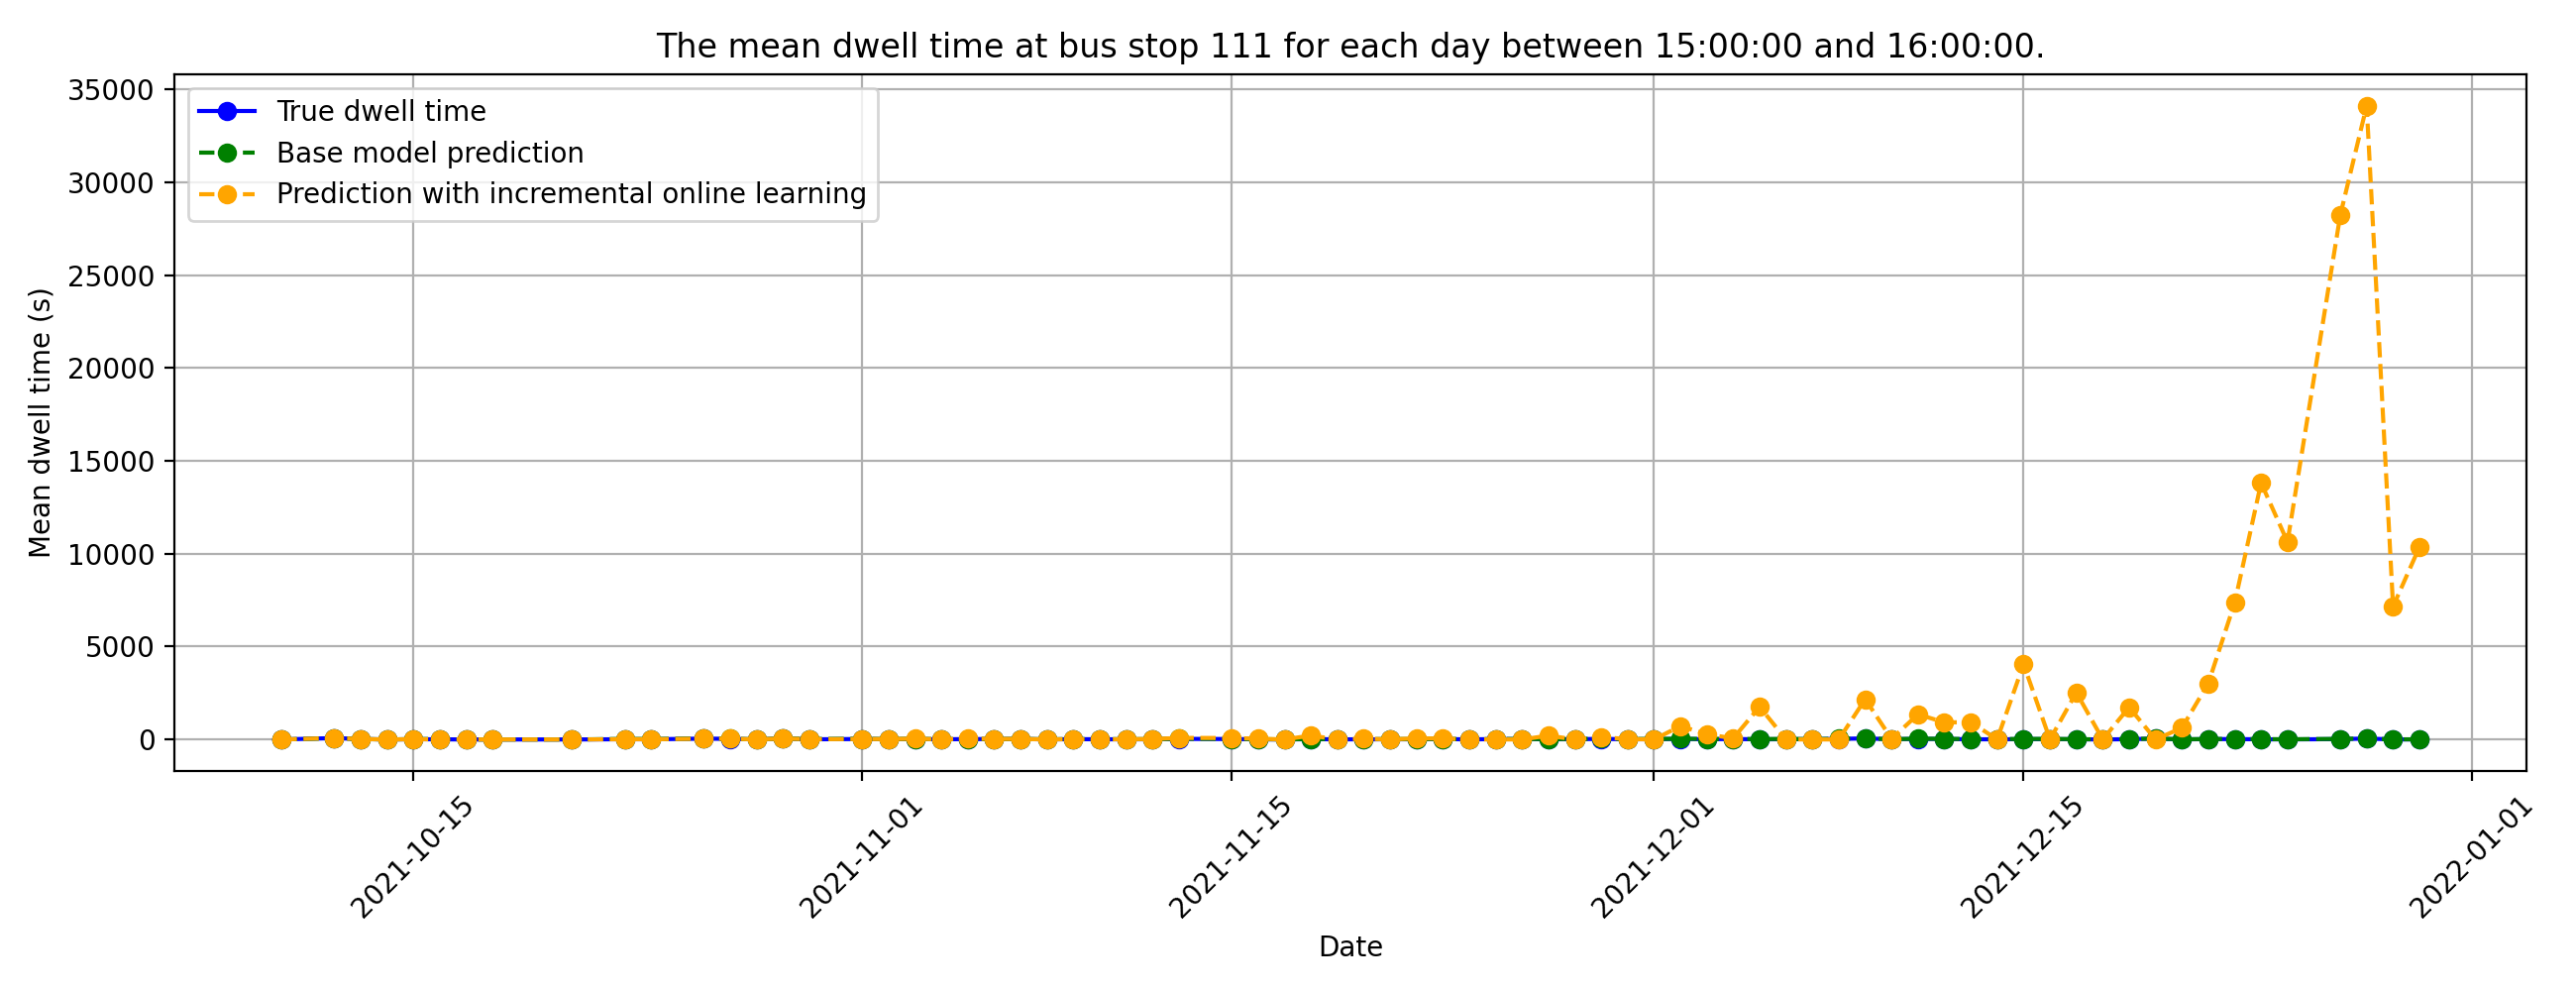 The mean dwell time at bus stop 111 for each day between 15:00:00 and 16:00:00.
True dwell time
Base model prediction
Prediction with incremental online learning
Mean dwell time (s)
35000
30000
25000
20000
15000
10000
5000
0
2021-10-15
2021-11-01
2021-11-15
2021-12-01
2021-12-15
2022-01-01
Date